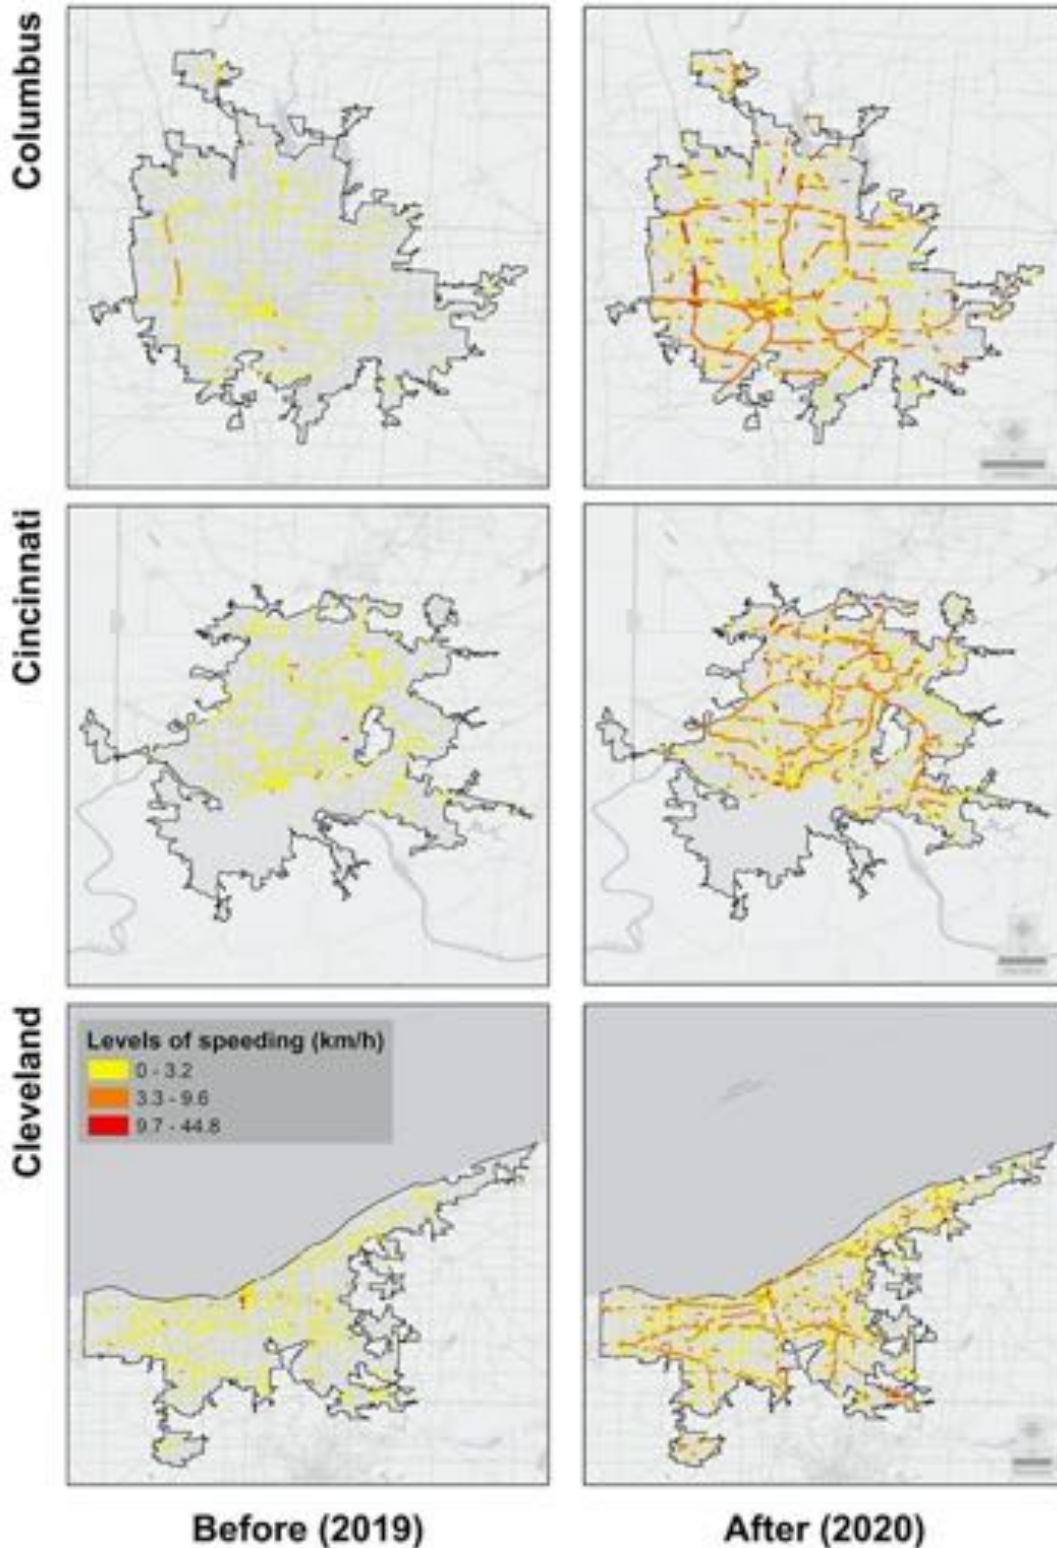 Columbus
Cincinnati
Cleveland
Levels of speeding (km/h)
0 - 3.2
3.3 - 9.6
9.7 - 44.8
Before (2019)
After (2020)